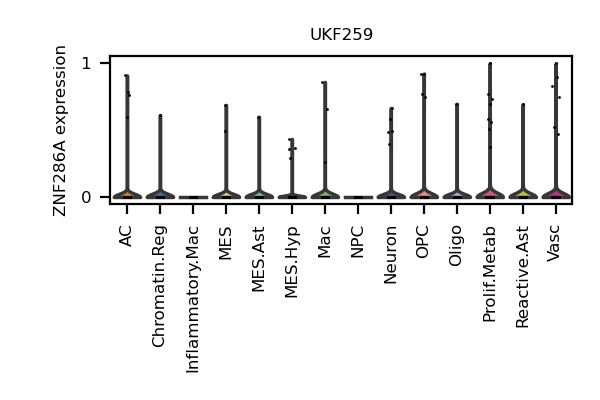 UKF259
ZNF286A expression
1
0
AC
Chromatin.Reg
Inflammatory.Mac
MES
MES.Ast
MES.Hyp
Mac
NPC
Neuron
OPC
Oligo
Prolif.Metab
Reactive.Ast
Vasc